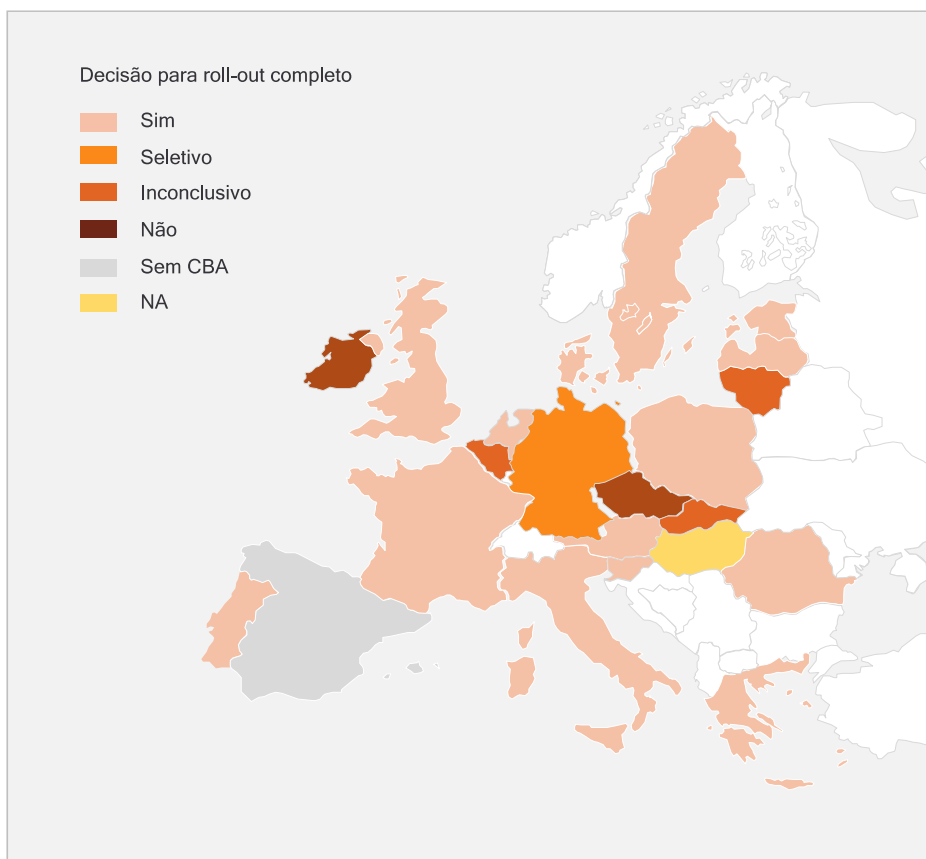 Decisão para roll-out completo
Sim
Seletivo
Inconclusivo
Não
Sem CBA
NA